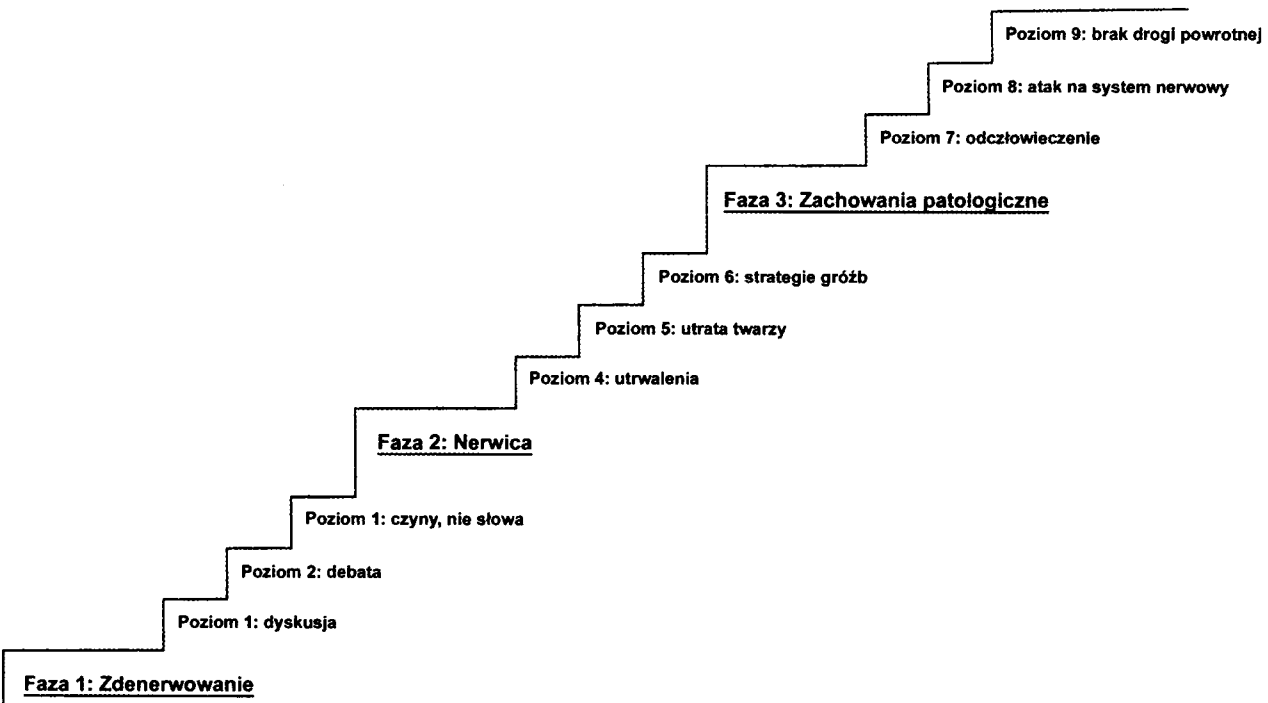 Poziom 9: brak drogi powrotnej
Poziom 8: atak na system nerwowy
Poziom 7: odczłowieczenie
Faza 3: Zachowania patologiczne
Poziom 6: strategie gróźb
Poziom 5: utrata twarzy
Poziom 4: utrwalenia
Faza 2: Nerwica
Poziom 1: czyny, nie słowa
Poziom 2: debata
Poziom 1: dyskusja
Faza 1: Zdenerwowanie